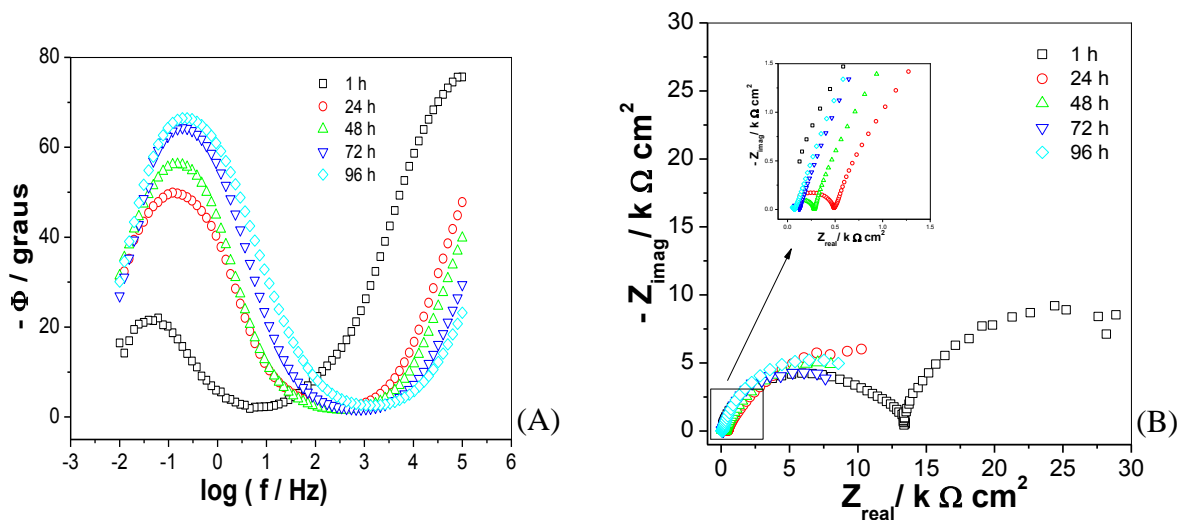 80
60
40
20
0
-3
-2
-1
0
1
2
3
4
5
6
- Φ / graus
log ( f / Hz)
1 h
24 h
48 h
72 h
96 h
(A)
30
25
20
15
10
5
0
0
5
10
15
20
25
30
- Z_imag / k Ω cm²
Z_real / k Ω cm²
1 h
24 h
48 h
72 h
96 h
1.5
1.0
0.5
0.0
0.0
0.5
1.0
1.5
- Z_imag / k Ω cm²
Z_real / k Ω cm²
(B)